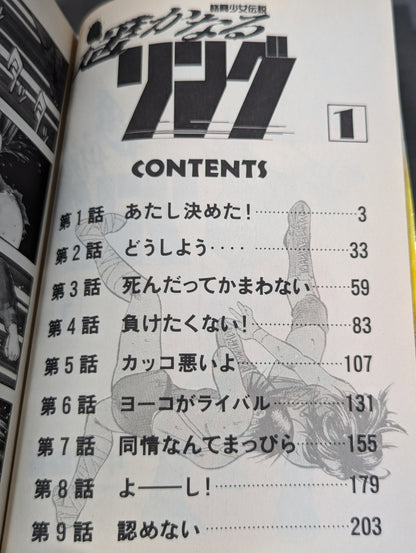 格闘少女伝説
遥かなる
リング
1
CONTENTS
第1話 あたし決めた!…………… 3
第2話 どうしよう‥‥ …………… 33
第3話 死んだってかまわない……… 59
第4話 負けたくない! …………… 83
第5話 カッコ悪いよ …………… 107
第6話 ヨーコがライバル ………… 131
第7話 同情なんてまっぴら……… 155
第8話 よ——し! …………… 179
第9話 認めない …………… 203